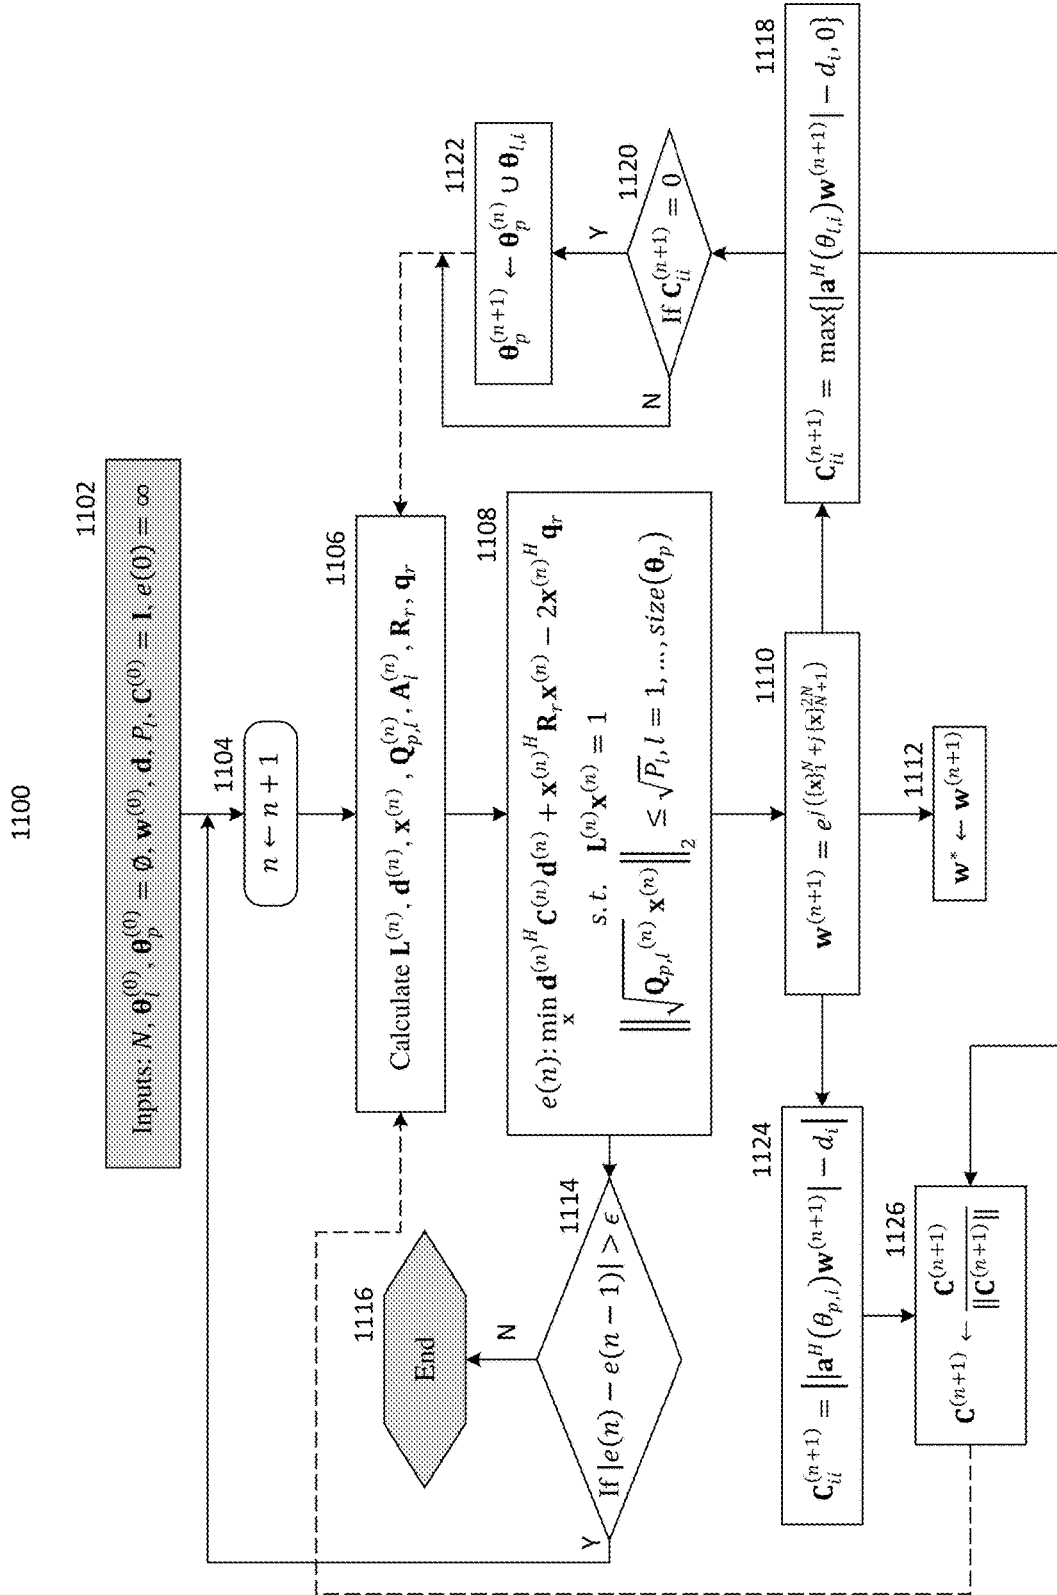 1100
1102
Inputs: N, θ_l^(0), θ_p^(0) = ∅, w^(0), d, P_l, C^(0) = I, e(0) = ∞
1104
n ← n + 1
1106
Calculate L^(n), d^(n), x^(n), Q_{p,l}^(n), A_l^(n), R_r, q_r
1108
e(n): min_x d^(n)^H C^(n) d^(n) + x^(n)^H R_r x^(n) − 2x^(n)^H q_r
s.t. L^(n) x^(n) = 1
‖√Q_{p,l}^(n) x^(n)‖_2 ≤ √P_l, l = 1, ..., size(θ_p)
1110
w^(n+1) = e^{j({x}_1^N + j{x}_{N+1}^{2N})}
1112
w* ← w^(n+1)
1114
If |e(n) − e(n − 1)| > ϵ
Y
N
1116
End
1118
C_ii^(n+1) = max{|a^H(θ_{l,i})w^(n+1)| − d_i, 0}
1120
If C_ii^(n+1) = 0
Y
N
1122
θ_p^(n+1) ← θ_p^(n) ∪ θ_{l,i}
1124
C_ii^(n+1) = ||a^H(θ_{p,i})w^(n+1)| − d_i|
1126
C^(n+1) ← C^(n+1) / ‖C^(n+1)‖